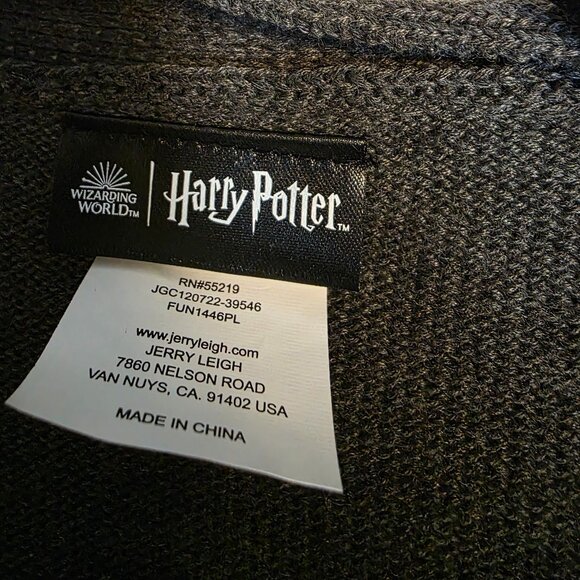 WIZARDING
WORLD™
Harry Potter™
RN#55219
JGC120722-39546
FUN1446PL
www.jerryleigh.com
JERRY LEIGH
7860 NELSON ROAD
VAN NUYS, CA. 91402 USA
MADE IN CHINA